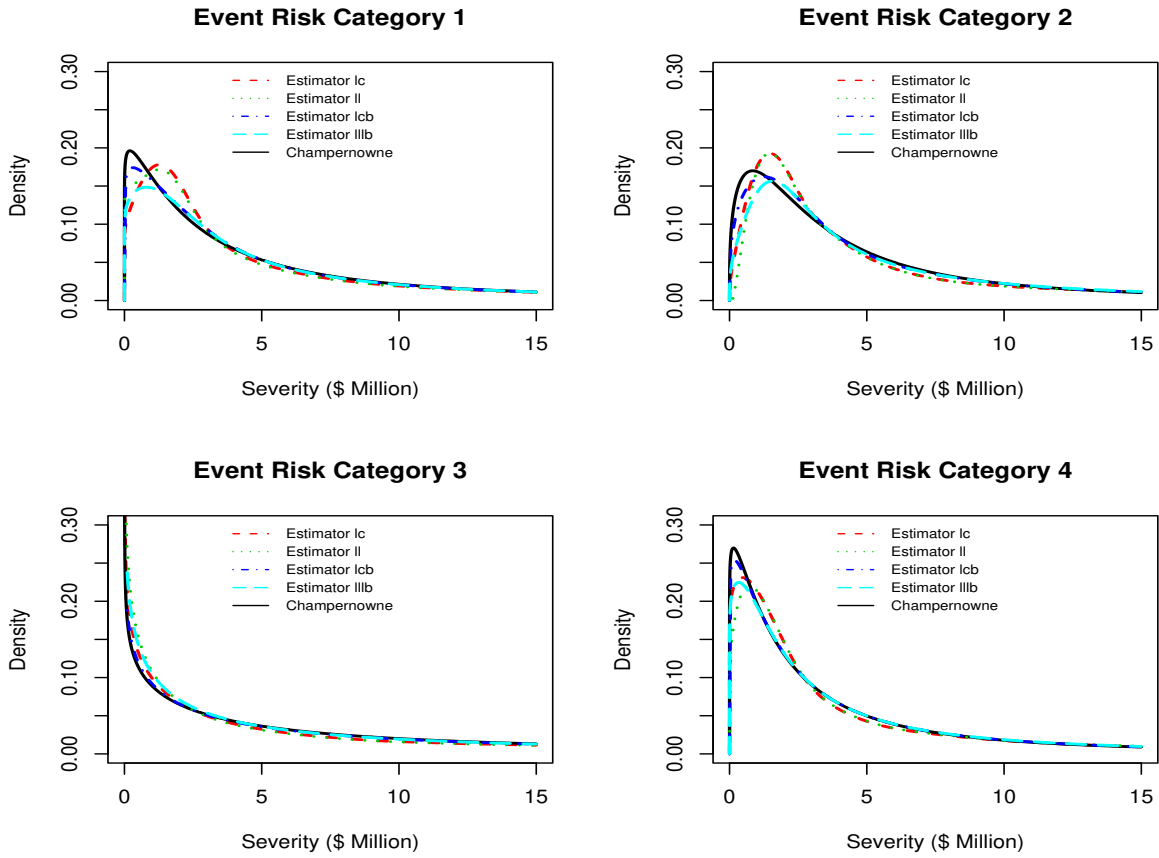 Event Risk Category 1
Density
0.00 0.10 0.20 0.30
Estimator lc
Estimator ll
Estimator lcb
Estimator lllb
Champernowne
0 5 10 15
Severity ($ Million)
Event Risk Category 2
Density
0.00 0.10 0.20 0.30
Estimator lc
Estimator ll
Estimator lcb
Estimator lllb
Champernowne
0 5 10 15
Severity ($ Million)
Event Risk Category 3
Density
0.00 0.10 0.20 0.30
Estimator lc
Estimator ll
Estimator lcb
Estimator lllb
Champernowne
0 5 10 15
Severity ($ Million)
Event Risk Category 4
Density
0.00 0.10 0.20 0.30
Estimator lc
Estimator ll
Estimator lcb
Estimator lllb
Champernowne
0 5 10 15
Severity ($ Million)